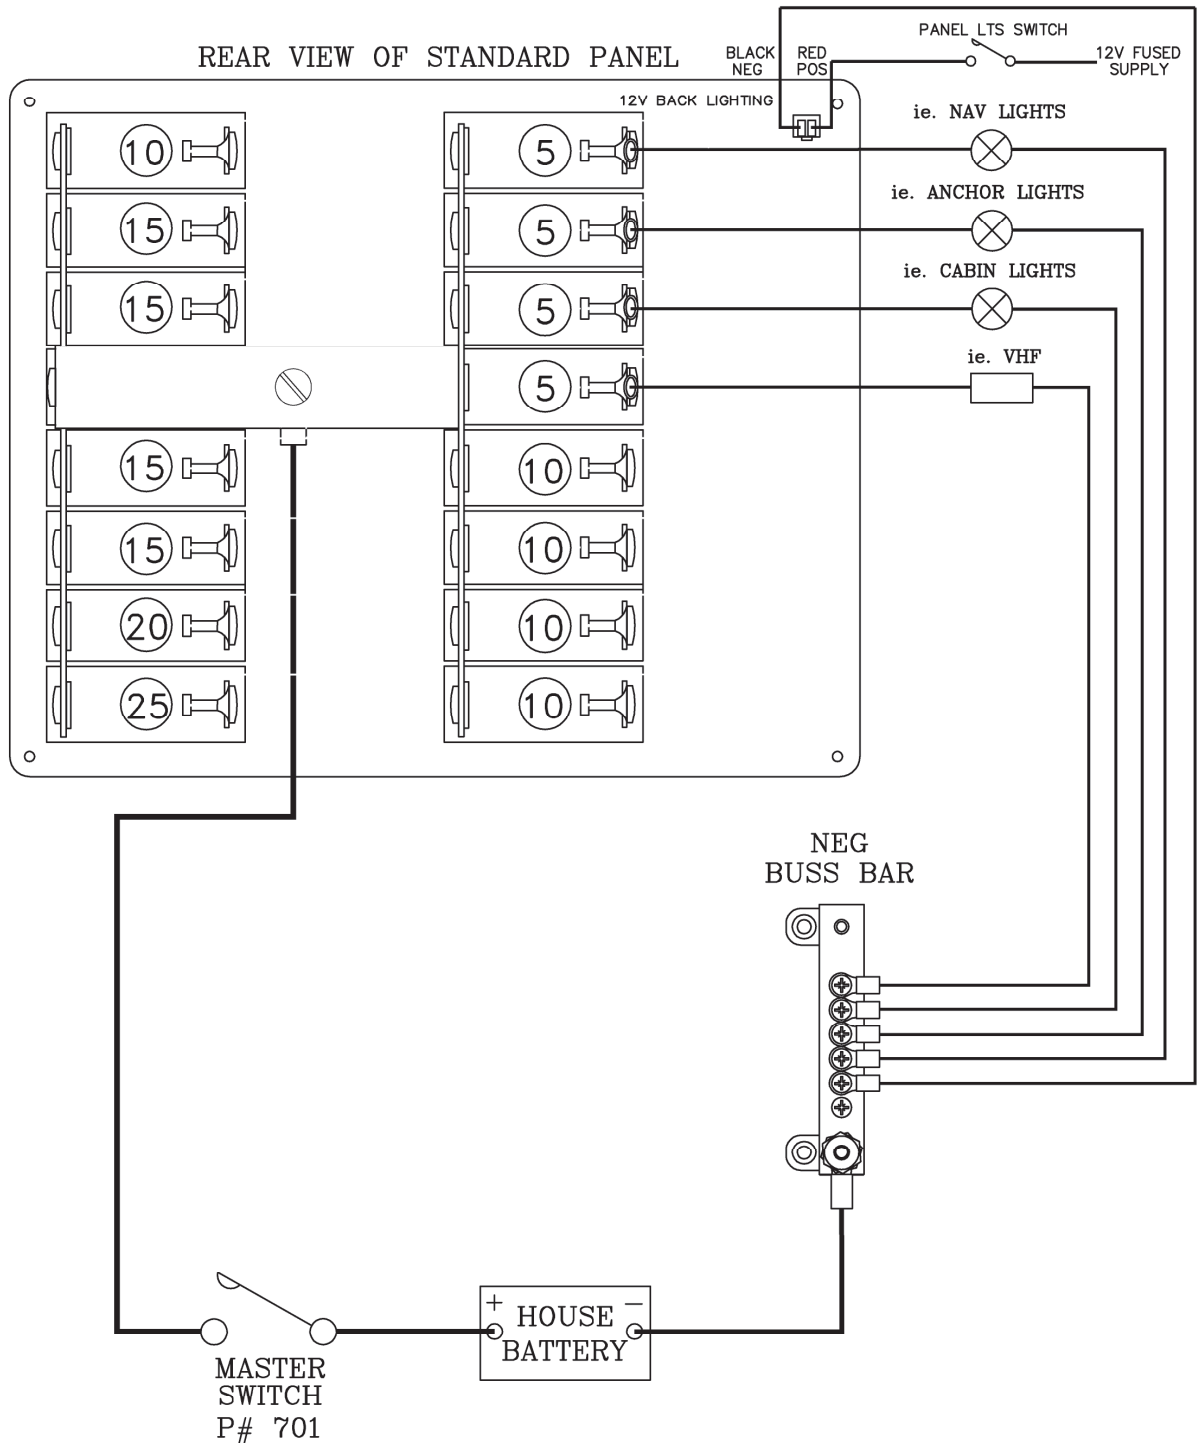 PANEL LTS SWITCH
REAR VIEW OF STANDARD PANEL
BLACK
NEG
RED
POS
12V FUSED
SUPPLY
12V BACK LIGHTING
ie. NAV LIGHTS
10
5
ie. ANCHOR LIGHTS
15
5
ie. CABIN LIGHTS
15
5
ie. VHF
5
15
10
15
10
20
10
25
10
NEG
BUSS BAR
+
−
HOUSE
BATTERY
MASTER
SWITCH
P# 701